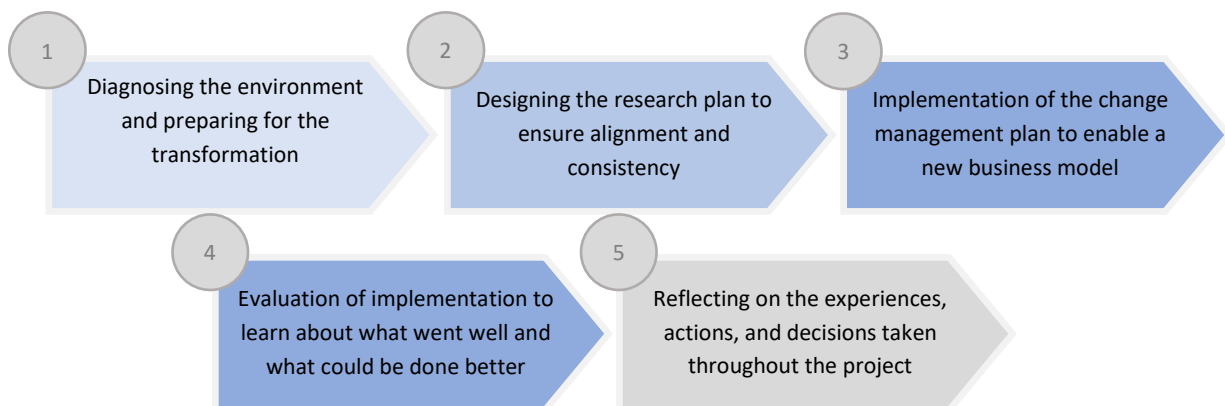 1
Diagnosing the environment
and preparing for the
transformation
2
Designing the research plan to
ensure alignment and
consistency
3
Implementation of the change
management plan to enable a
new business model
4
Evaluation of implementation to
learn about what went well and
what could be done better
5
Reflecting on the experiences,
actions, and decisions taken
throughout the project